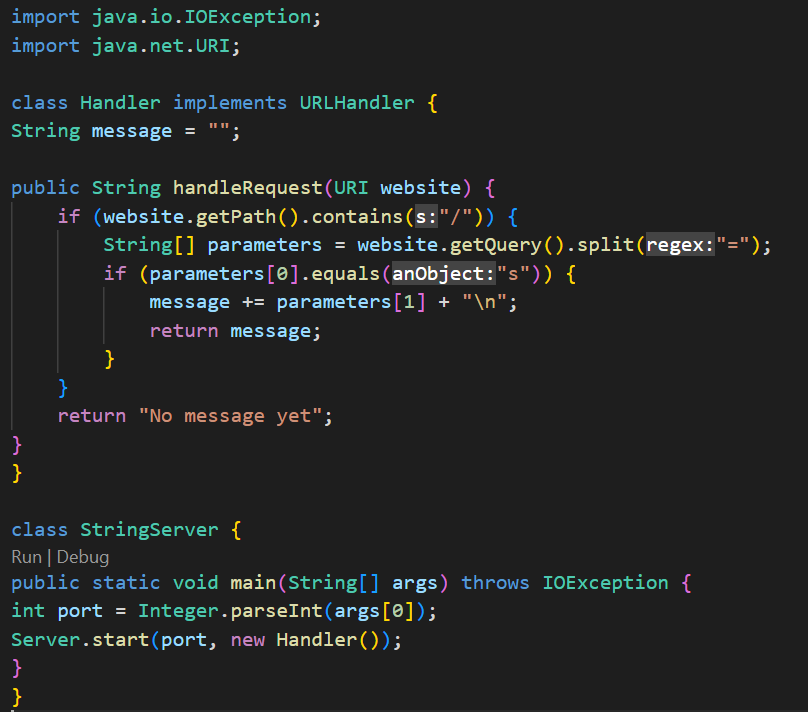 import java.io.IOException;
import java.net.URI;

class Handler implements URLHandler {
String message = "";

public String handleRequest(URI website) {
    if (website.getPath().contains(s:"/")) {
        String[] parameters = website.getQuery().split(regex:"=");
        if (parameters[0].equals(anObject:"s")) {
            message += parameters[1] + "\n";
            return message;
        }
    }
    return "No message yet";
}
}

class StringServer {
Run | Debug
public static void main(String[] args) throws IOException {
int port = Integer.parseInt(args[0]);
Server.start(port, new Handler());
}
}